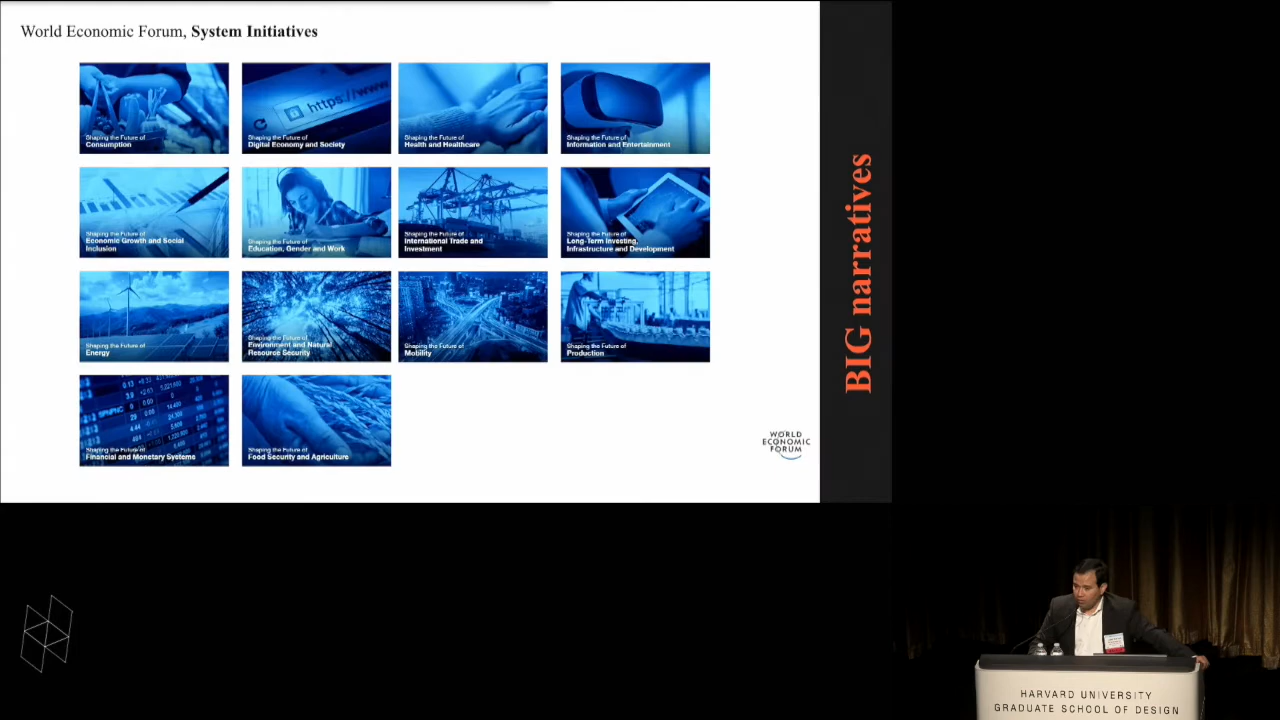 World Economic Forum, System Initiatives
Shaping the Future of
Consumption
https://www
Shaping the Future of
Digital Economy and Society
Shaping the Future of
Health and Healthcare
Shaping the Future of
Information and Entertainment
Shaping the Future of
Economic Growth and Social
Inclusion
Shaping the Future of
Education, Gender and Work
Shaping the Future of
International Trade and
Investment
Shaping the Future of
Long-Term Investing,
Infrastructure and Development
Shaping the Future of
Energy
Shaping the Future of
Environment and Natural
Resource Security
Shaping the Future of
Mobility
Shaping the Future of
Production
Shaping the Future of
Financial and Monetary Systems
Shaping the Future of
Food Security and Agriculture
BIG narratives
WORLD
ECONOMIC
FORUM
HARVARD UNIVERSITY
GRADUATE SCHOOL OF DESIGN